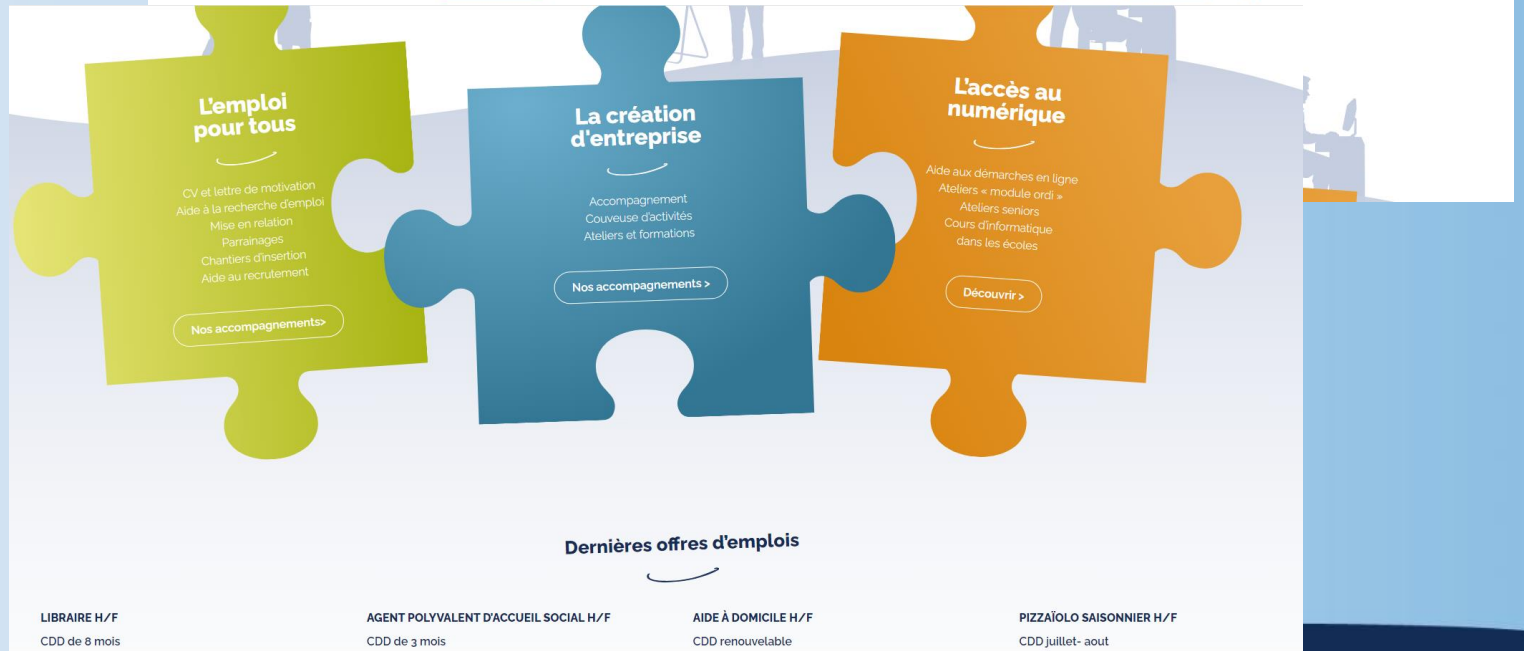 L'emploi
pour tous
CV et lettre de motivation
Aide à la recherche d'emploi
Mise en relation
Parrainages
Chantiers d'insertion
Aide au recrutement
Nos accompagnements>
La création
d'entreprise
Accompagnement
Couveuse d'activités
Ateliers et formations
Nos accompagnements >
L'accès au
numérique
Aide aux démarches en ligne
Ateliers « module ordi »
Ateliers seniors
Cours d'informatique
dans les écoles
Découvrir >
Dernières offres d'emplois
LIBRAIRE H/F
CDD de 8 mois
AGENT POLYVALENT D'ACCUEIL SOCIAL H/F
CDD de 3 mois
AIDE À DOMICILE H/F
CDD renouvelable
PIZZAÏOLO SAISONNIER H/F
CDD juillet- aout